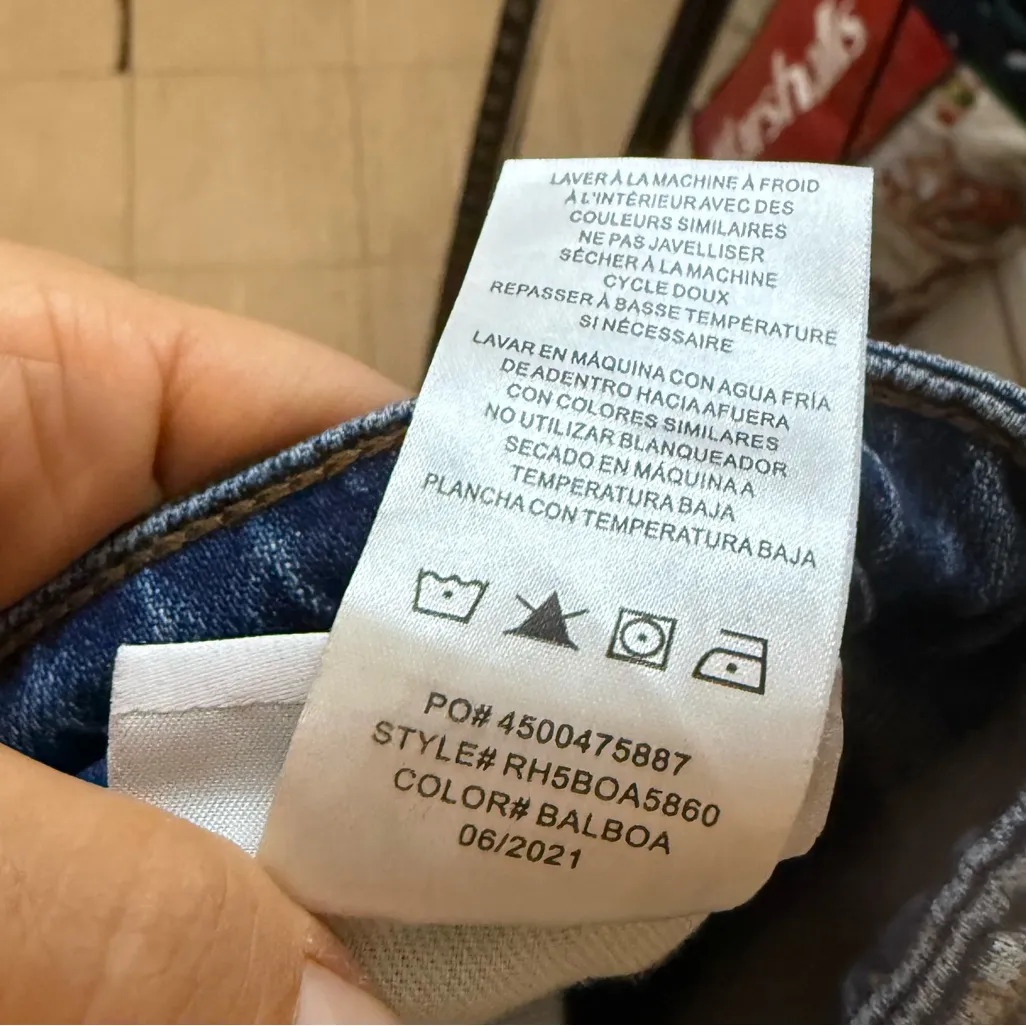 LAVER À LA MACHINE À FROID
À L'INTÉRIEUR AVEC DES
COULEURS SIMILAIRES
NE PAS JAVELLISER
SÉCHER À LA MACHINE
CYCLE DOUX
REPASSER À BASSE TEMPÉRATURE
SI NÉCESSAIRE
LAVAR EN MÁQUINA CON AGUA FRÍA
DE ADENTRO HACIA AFUERA
CON COLORES SIMILARES
NO UTILIZAR BLANQUEADOR
SECADO EN MÁQUINA A
TEMPERATURA BAJA
PLANCHA CON TEMPERATURA BAJA
PO# 4500475887
STYLE# RH5BOA5860
COLOR# BALBOA
06/2021